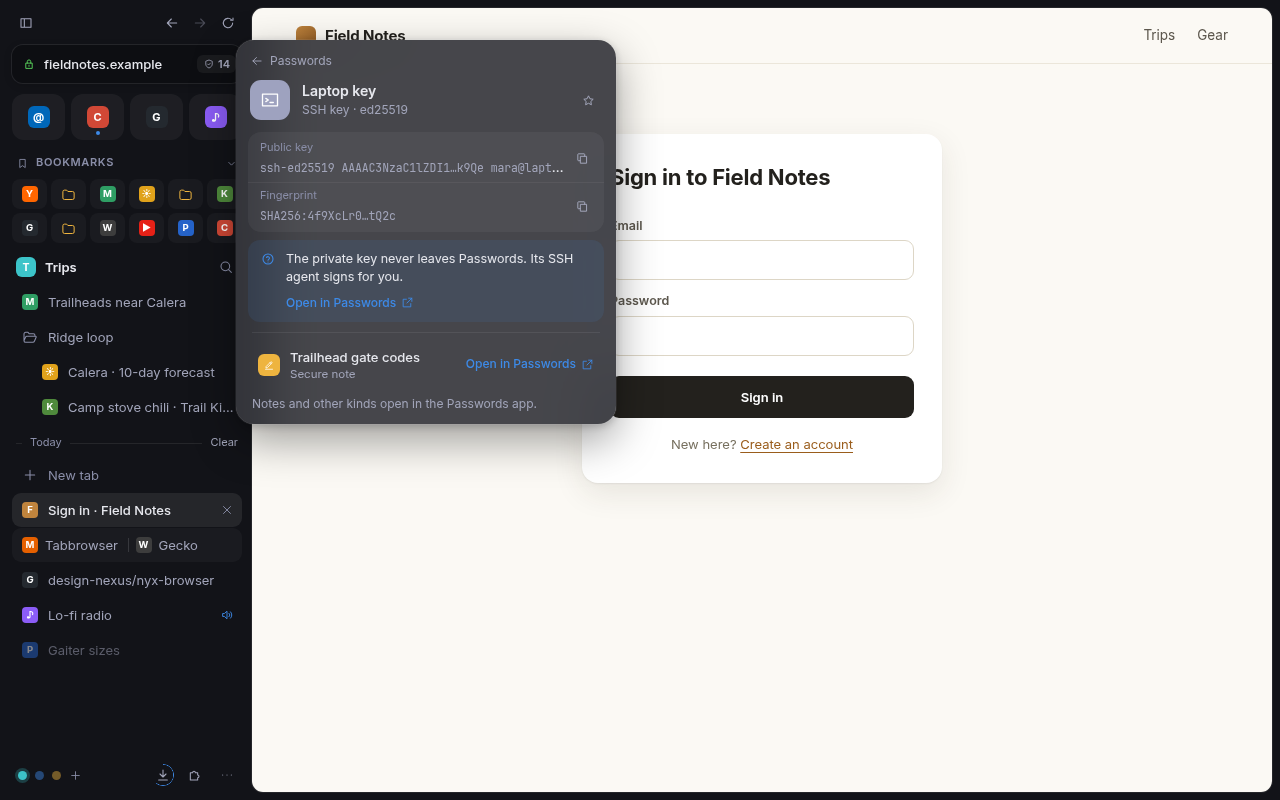 fieldnotes.example
14
@
C
G
BOOKMARKS
Y
M
K
G
W
P
C
T
Trips
M
Trailheads near Calera
Ridge loop
Calera · 10-day forecast
K
Camp stove chili · Trail Ki…
Today
Clear
New tab
F
Sign in · Field Notes
M
Tabbrowser
W
Gecko
G
design-nexus/nyx-browser
Lo-fi radio
P
Gaiter sizes
Passwords
Laptop key
SSH key · ed25519
Public key
ssh-ed25519 AAAAC3NzaC1lZDI1…k9Qe mara@lapt…
Fingerprint
SHA256:4f9XcLr0…tQ2c
The private key never leaves Passwords. Its SSH
agent signs for you.
Open in Passwords
Trailhead gate codes
Secure note
Open in Passwords
Notes and other kinds open in the Passwords app.
Field Notes
Trips
Gear
Sign in to Field Notes
Email
Password
Sign in
New here? Create an account